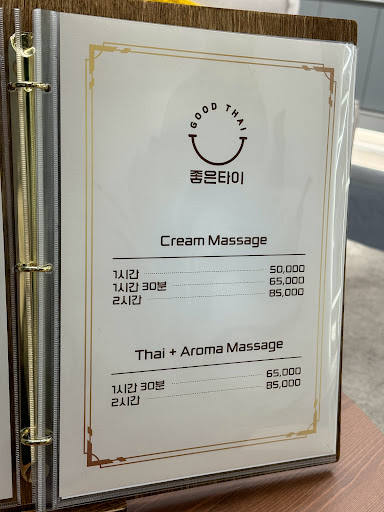 GOOD THAI
좋은타이
Cream Massage
1시간 50,000
1시간 30분 65,000
2시간 85,000
Thai + Aroma Massage
1시간 30분 65,000
2시간 85,000